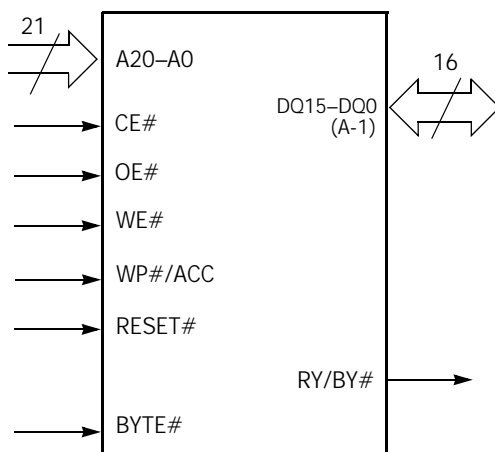 21
A20–A0
16
DQ15–DQ0
(A-1)
CE#
OE#
WE#
WP#/ACC
RESET#
RY/BY#
BYTE#